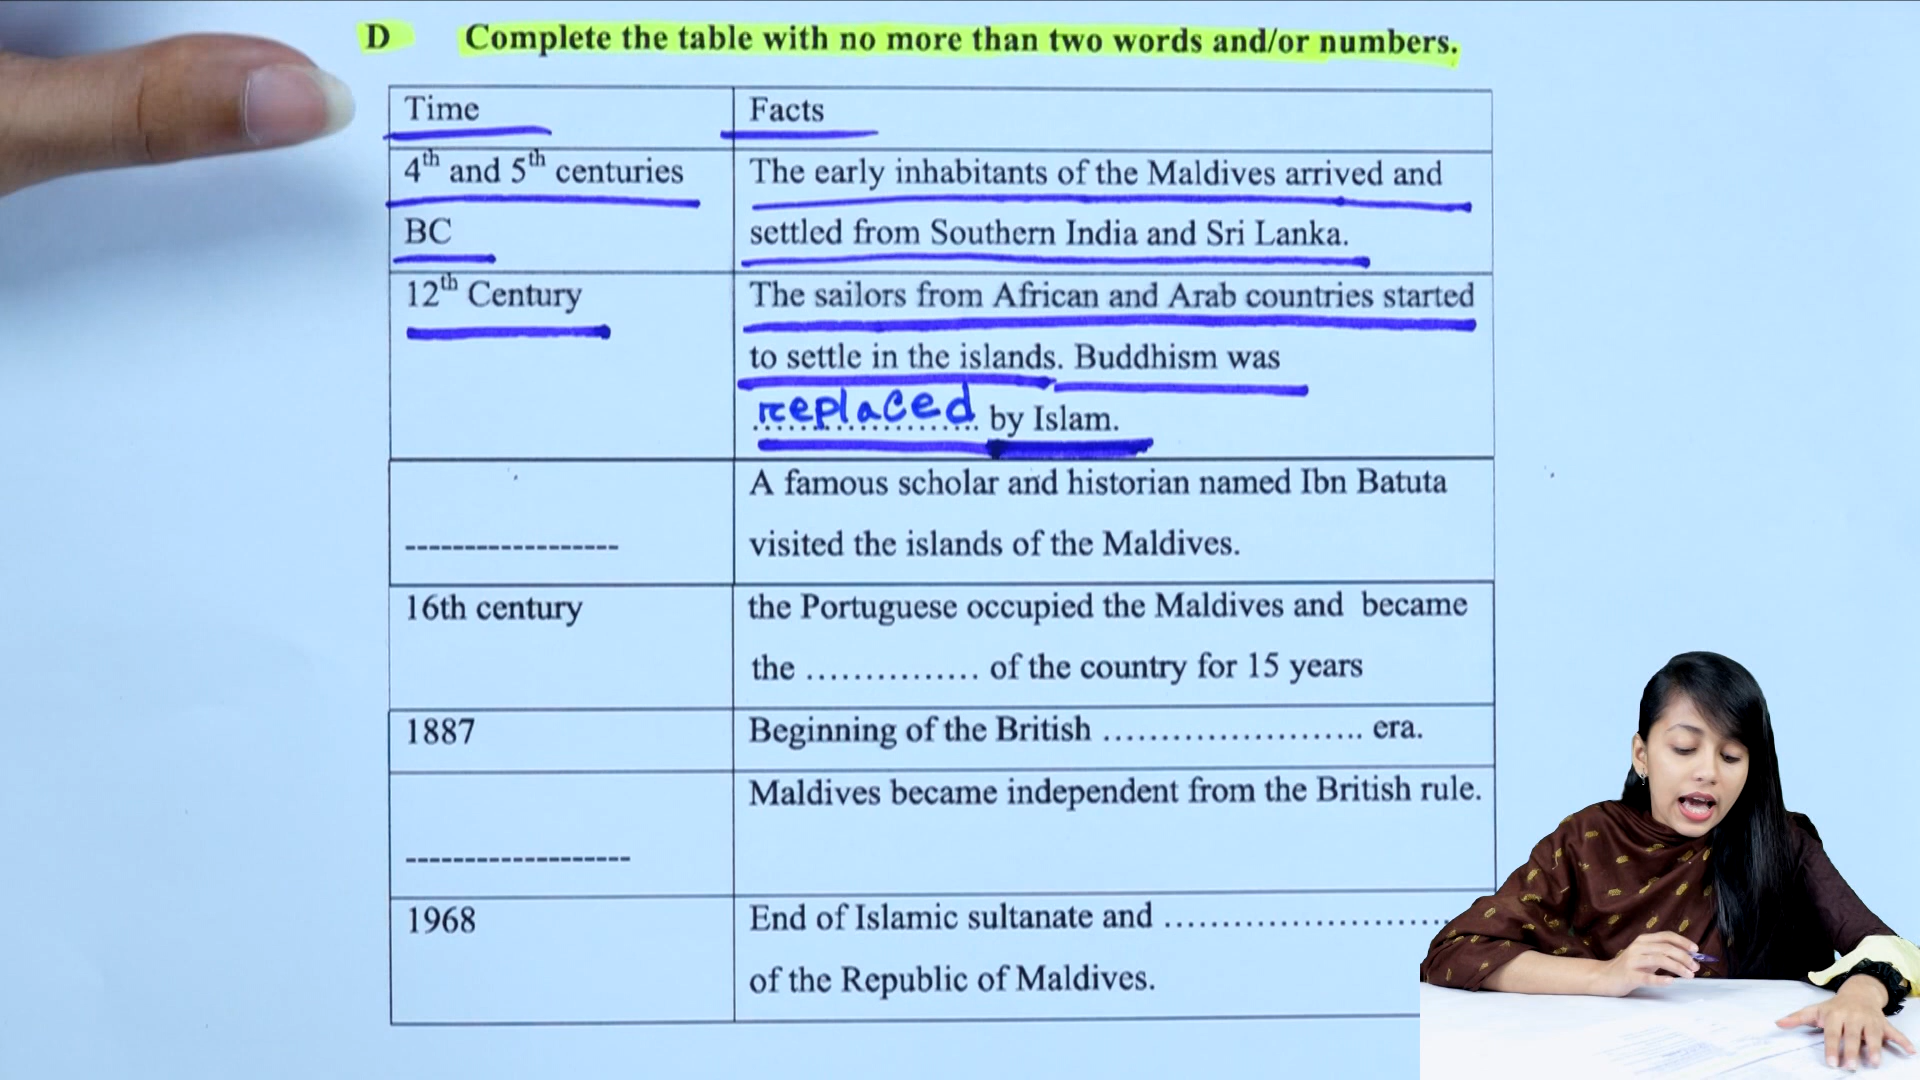 D Complete the table with no more than two words and/or numbers.
Time
Facts
4th and 5th centuries
BC
The early inhabitants of the Maldives arrived and
settled from Southern India and Sri Lanka.
12th Century
The sailors from African and Arab countries started
to settle in the islands. Buddhism was
replaced by Islam.
------------------
A famous scholar and historian named Ibn Batuta
visited the islands of the Maldives.
16th century
the Portuguese occupied the Maldives and became
the ............... of the country for 15 years
1887
Beginning of the British ...................... era.
-------------------
Maldives became independent from the British rule.
1968
End of Islamic sultanate and ........................
of the Republic of Maldives.